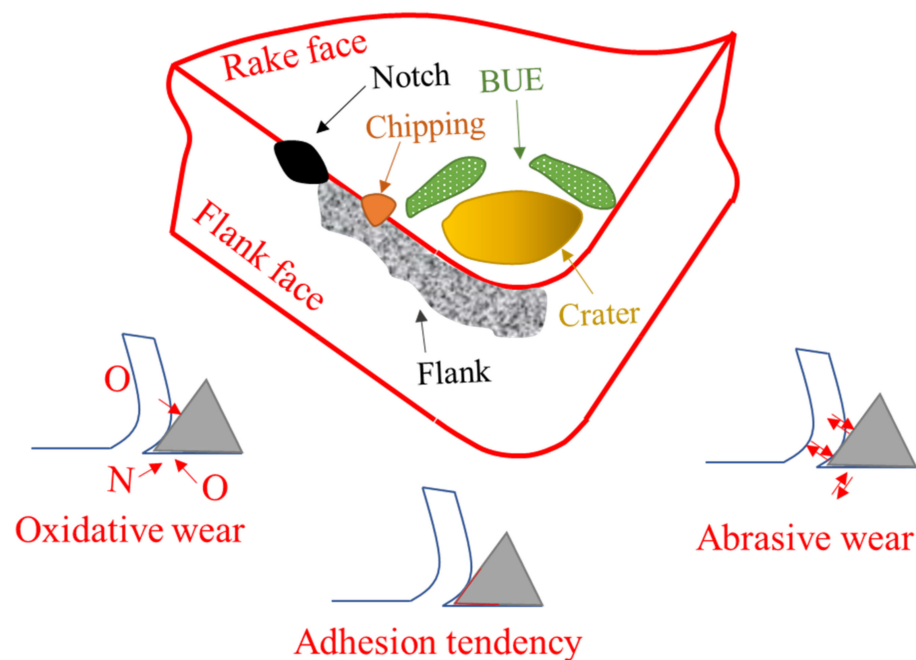 Rake face
Notch
BUE
Chipping
Flank face
Crater
Flank
O
N
O
Oxidative wear
Abrasive wear
Adhesion tendency